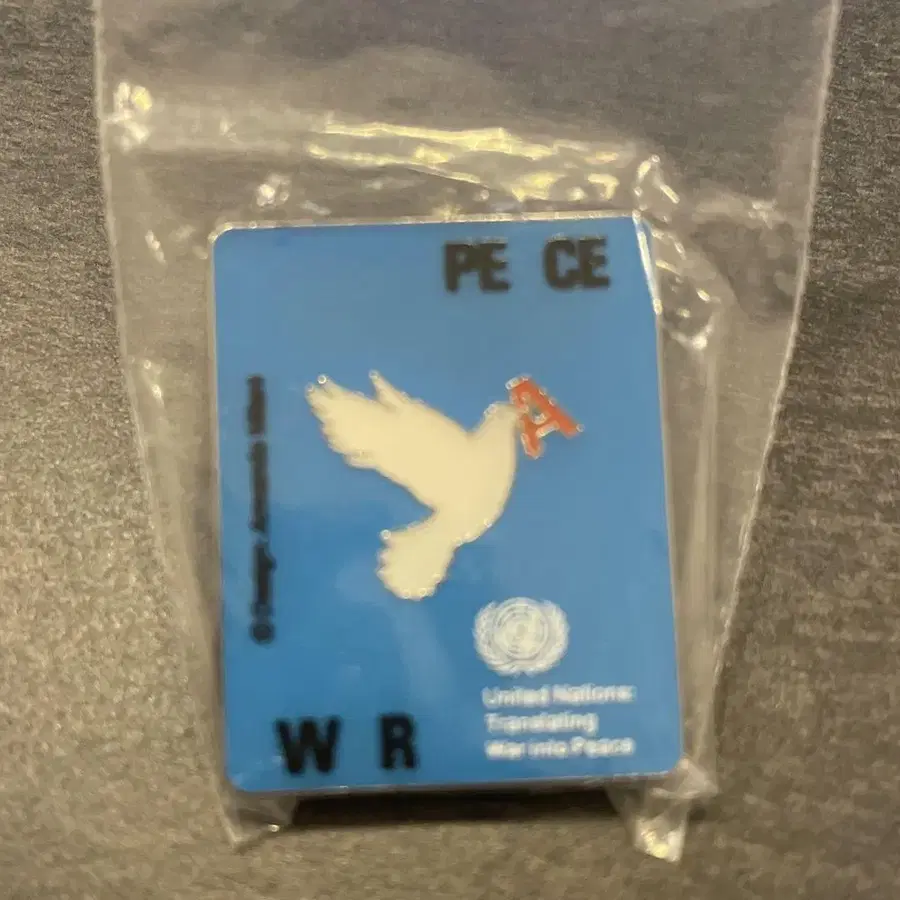 PE CE
A
W R
United Nations:
Translating
War into Peace